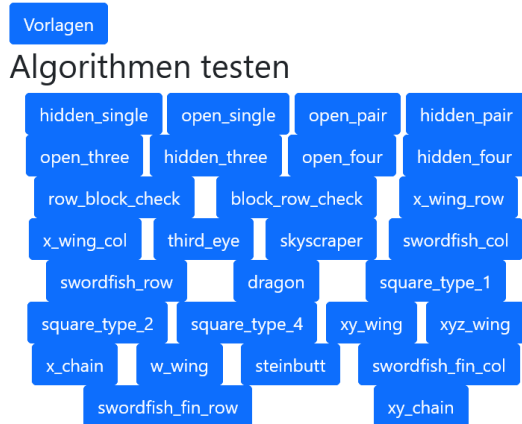 Vorlagen
Algorithmen testen
hidden_single open_single open_pair hidden_pair
open_three hidden_three open_four hidden_four
row_block_check block_row_check x_wing_row
x_wing_col third_eye skyscraper swordfish_col
swordfish_row dragon square_type_1
square_type_2 square_type_4 xy_wing xyz_wing
x_chain w_wing steinbutt swordfish_fin_col
swordfish_fin_row xy_chain